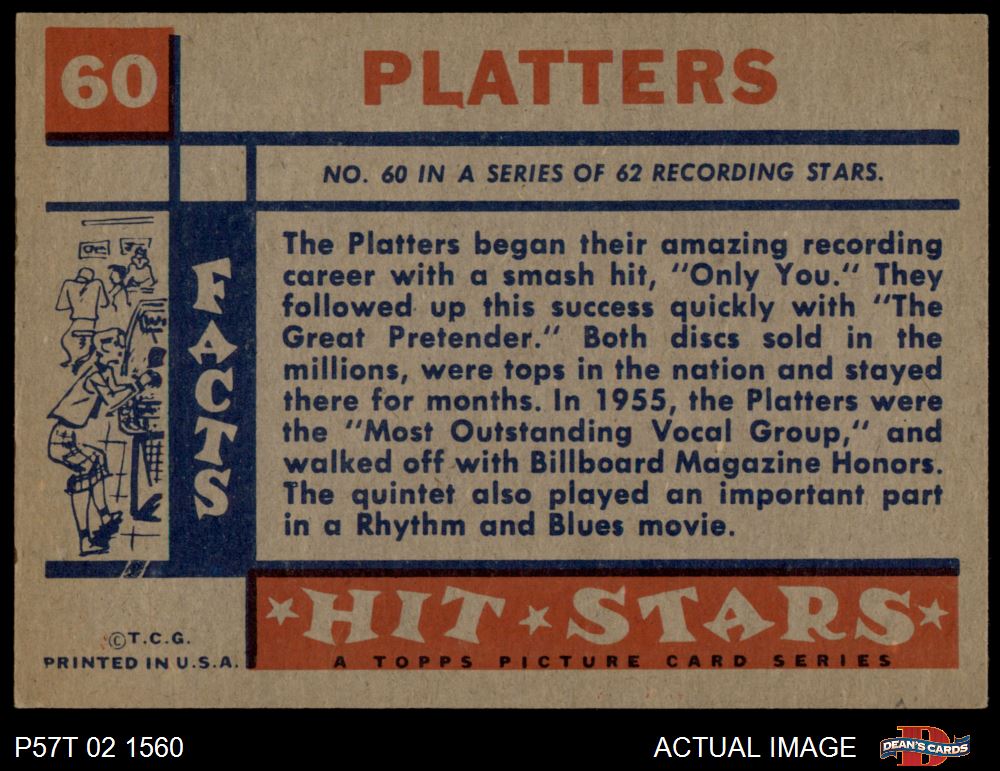 60
PLATTERS
NO. 60 IN A SERIES OF 62 RECORDING STARS.
FACTS
The Platters began their amazing recording
career with a smash hit, "Only You." They
followed up this success quickly with "The
Great Pretender." Both discs sold in the
millions, were tops in the nation and stayed
there for months. In 1955, the Platters were
the "Most Outstanding Vocal Group," and
walked off with Billboard Magazine Honors.
The quintet also played an important part
in a Rhythm and Blues movie.
HIT STARS
A TOPPS PICTURE CARD SERIES
©T.C.G.
PRINTED IN U.S.A.
P57T 02 1560
ACTUAL IMAGE
DEAN'S CARDS